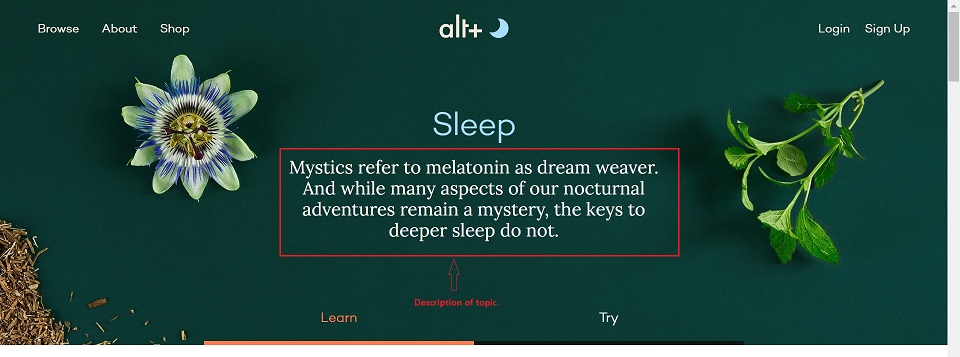 Browse About Shop
alt+
Login Sign Up
Sleep
Mystics refer to melatonin as dream weaver.
And while many aspects of our nocturnal
adventures remain a mystery, the keys to
deeper sleep do not.
Description of topic
Learn Try